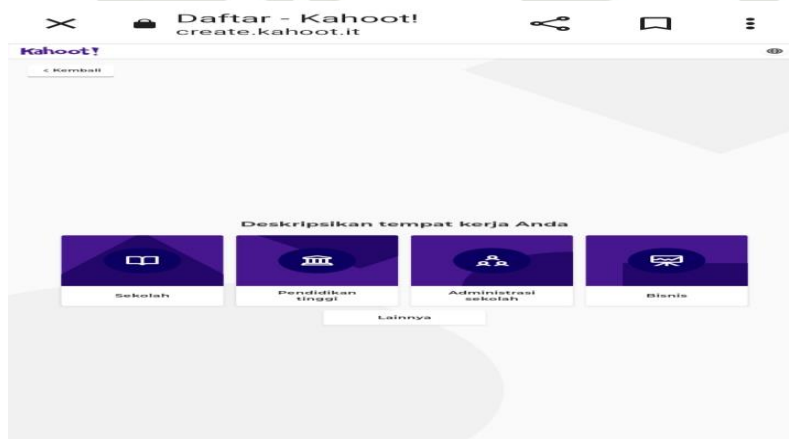 Daftar - Kahoot!
create.kahoot.it
Kahoot!
< Kembali
Deskripsikan tempat kerja Anda
Sekolah
Pendidikan
tinggi
Administrasi
sekolah
Bisnis
Lainnya